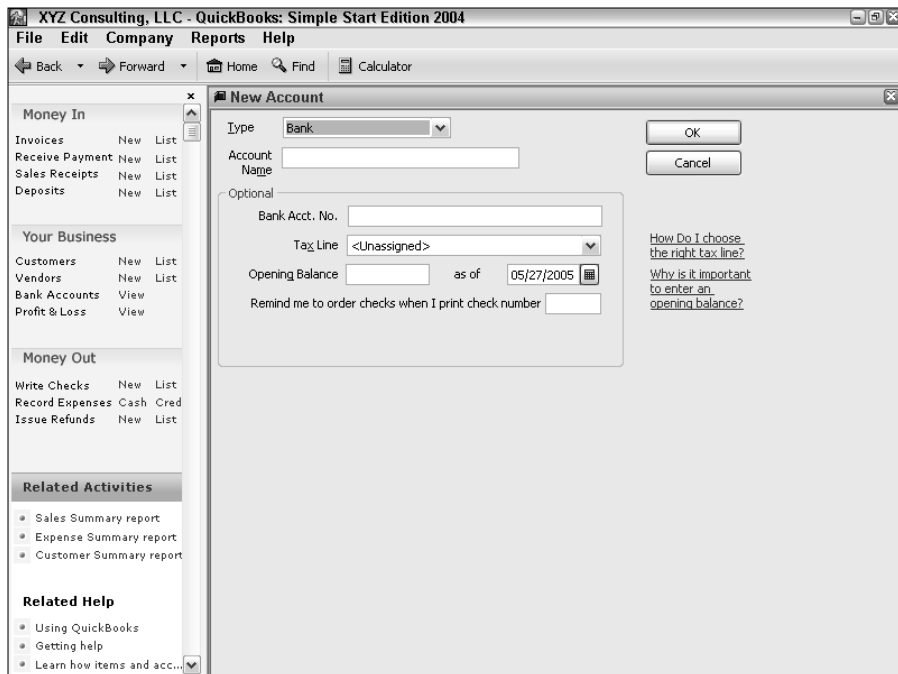 XYZ Consulting, LLC - QuickBooks: Simple Start Edition 2004
File Edit Company Reports Help
Back Forward Home Find Calculator
Money In
Invoices New List
Receive Payment New List
Sales Receipts New List
Deposits New List
Your Business
Customers New List
Vendors New List
Bank Accounts View
Profit & Loss View
Money Out
Write Checks New List
Record Expenses Cash Cred
Issue Refunds New List
Related Activities
Sales Summary report
Expense Summary report
Customer Summary report
Related Help
Using QuickBooks
Getting help
Learn how items and acc...
New Account
Type Bank
Account
Name
OK
Cancel
Optional
Bank Acct. No.
Tax Line <Unassigned>
Opening Balance as of 05/27/2005
Remind me to order checks when I print check number
How Do I choose
the right tax line?
Why is it important
to enter an
opening balance?